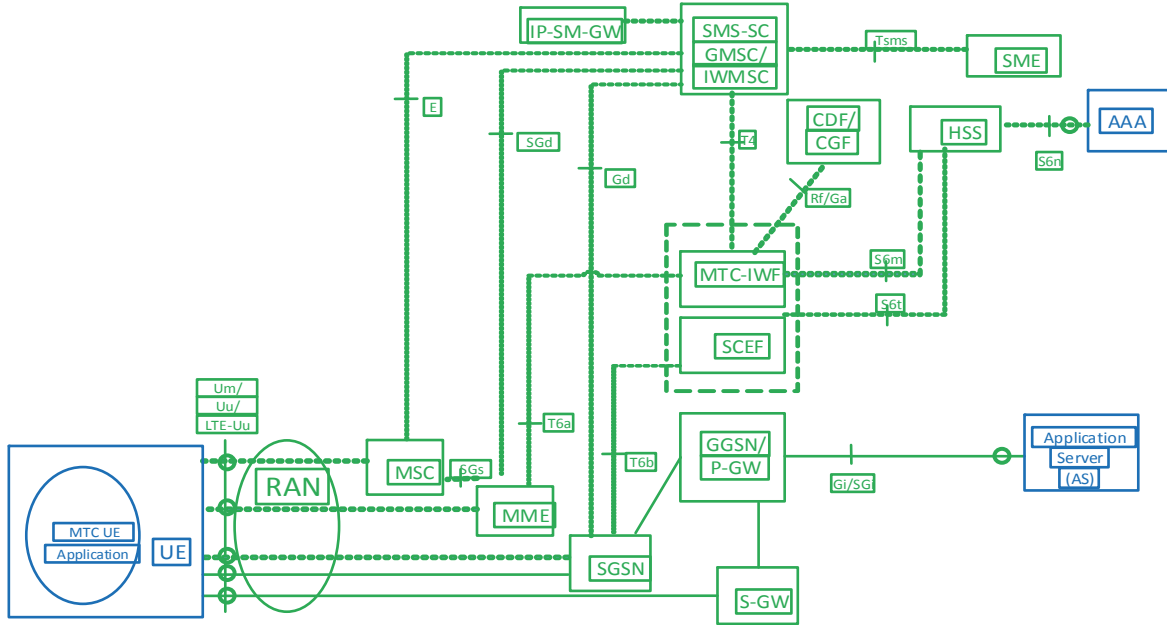 IP-SM-GW
SMS-SC
GMSC/
IWMSC
Tsms
SME
E
SGd
Gd
T4
CDF/
CGF
HSS
AAA
S6n
Rf/Ga
MTC-IWF
S6m
S6t
SCEF
Um/
Uu/
LTE-Uu
T6a
T6b
GGSN/
P-GW
Gi/SGi
Application
Server
(AS)
RAN
MSC
SGs
MME
MTC UE
Application
UE
SGSN
S-GW